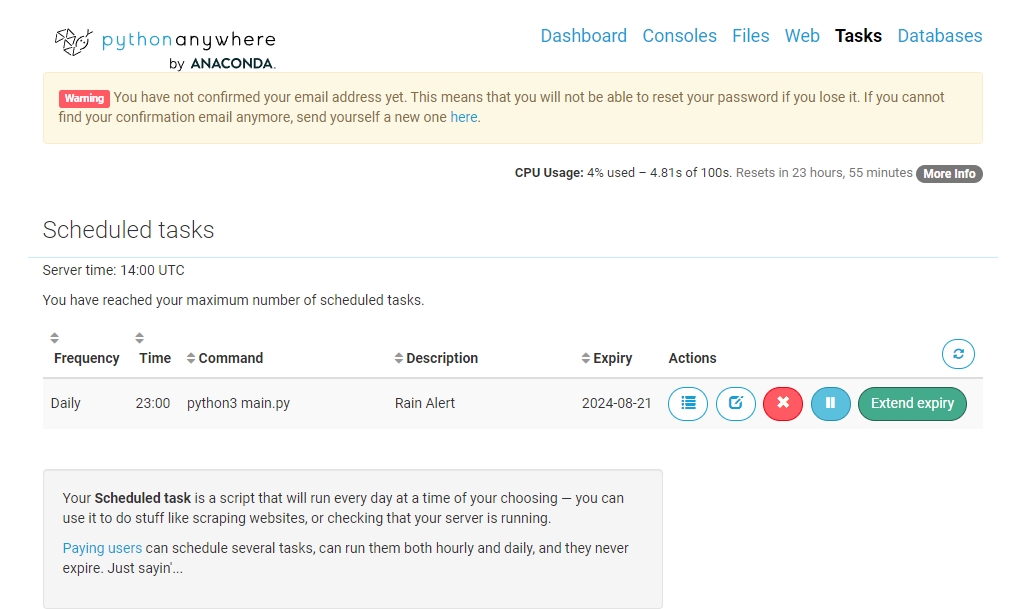 pythonanywhere
by ANACONDA.
Dashboard Consoles Files Web Tasks Databases
Warning You have not confirmed your email address yet. This means that you will not be able to reset your password if you lose it. If you cannot
find your confirmation email anymore, send yourself a new one here.
CPU Usage: 4% used – 4.81s of 100s. Resets in 23 hours, 55 minutes More Info
Scheduled tasks
Server time: 14:00 UTC
You have reached your maximum number of scheduled tasks.
Frequency Time Command Description Expiry Actions
Daily 23:00 python3 main.py Rain Alert 2024-08-21 Extend expiry
Your Scheduled task is a script that will run every day at a time of your choosing — you can
use it to do stuff like scraping websites, or checking that your server is running.
Paying users can schedule several tasks, can run them both hourly and daily, and they never
expire. Just sayin'...